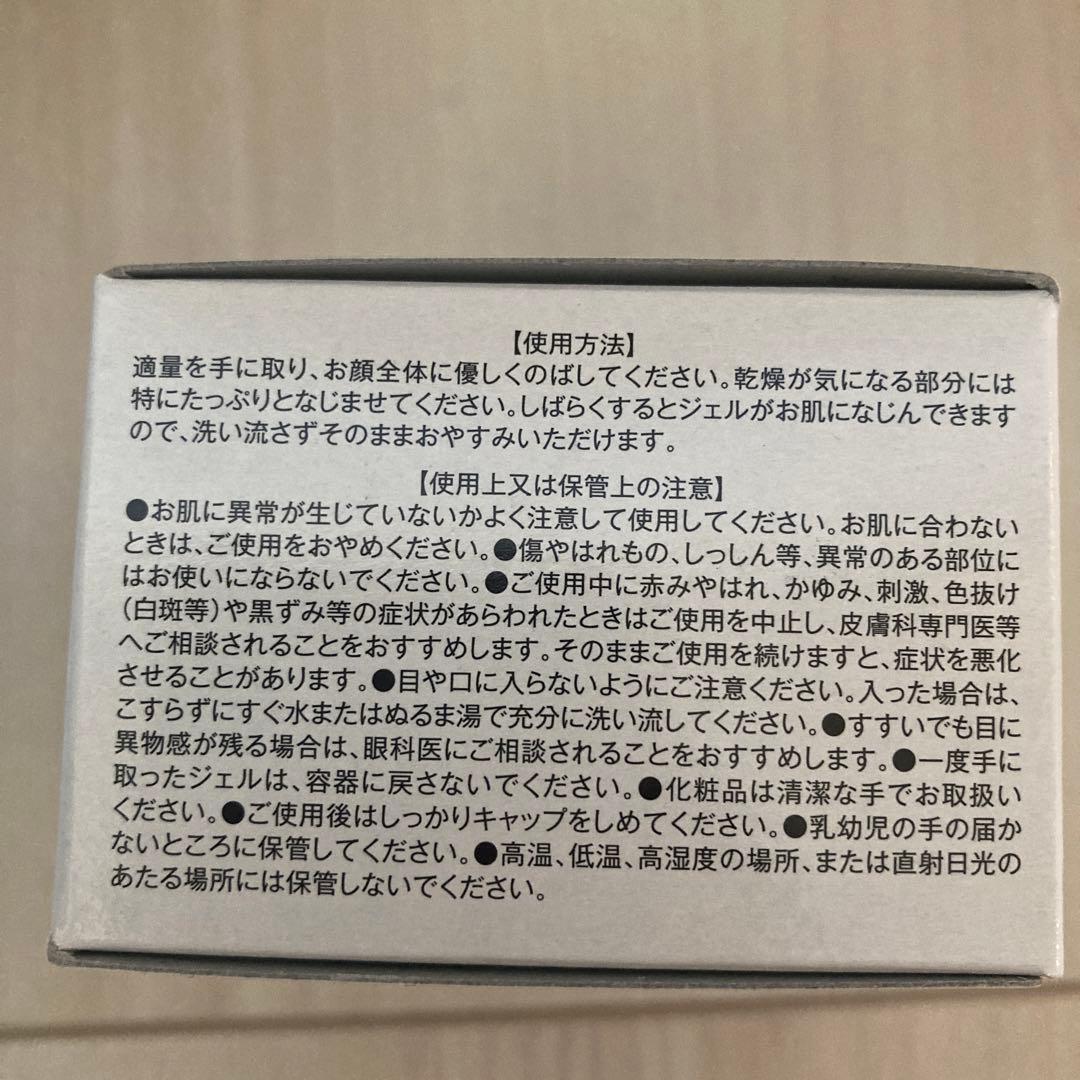 【使用方法】
適量を手に取り、お顔全体に優しくのばしてください。乾燥が気になる部分には
特にたっぷりとなじませてください。しばらくするとジェルがお肌になじんできます
ので、洗い流さずそのままおやすみいただけます。
【使用上又は保管上の注意】
●お肌に異常が生じていないかよく注意して使用してください。お肌に合わない
ときは、ご使用をおやめください。●傷やはれもの、しっしん等、異常のある部位に
はお使いにならないでください。●ご使用中に赤みやはれ、かゆみ、刺激、色抜け
（白斑等）や黒ずみ等の症状があらわれたときはご使用を中止し、皮膚科専門医等
へご相談されることをおすすめします。そのままご使用を続けますと、症状を悪化
させることがあります。●目や口に入らないようにご注意ください。入った場合は、
こすらずにすぐ水またはぬるま湯で充分に洗い流してください。●すすいでも目に
異物感が残る場合は、眼科医にご相談されることをおすすめします。●一度手に
取ったジェルは、容器に戻さないでください。●化粧品は清潔な手でお取扱い
ください。●ご使用後はしっかりキャップをしめてください。●乳幼児の手の届か
ないところに保管してください。●高温、低温、高湿度の場所、または直射日光の
あたる場所には保管しないでください。